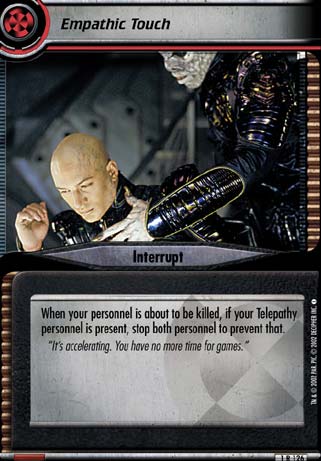 Empathic Touch
Interrupt
When your personnel is about to be killed, if your Telepathy
personnel is present, stop both personnel to prevent that.
"It's accelerating. You have no more time for games."
TM & © 2002 PAR. PIC. © 2002 DECIPHER INC.
1 R 126